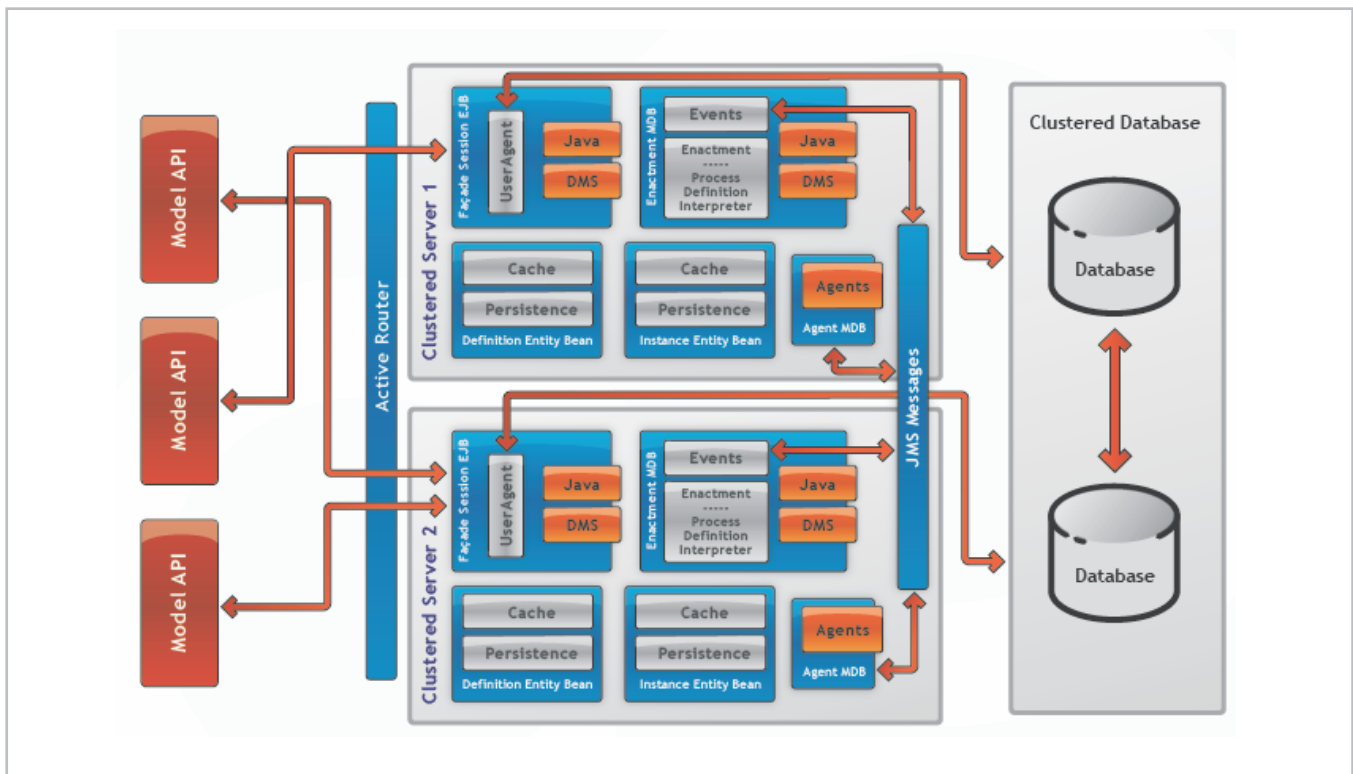 Model API
Model API
Model API
Active Router
Clustered Server 1
Façade Session EJB
UserAgent
Java
DMS
Enactment MDB
Events
Enactment
-----
Process
Definition
Interpreter
Java
DMS
Cache
Persistence
Definition Entity Bean
Cache
Persistence
Instance Entity Bean
Agents
Agent MDB
Clustered Server 2
Façade Session EJB
UserAgent
Java
DMS
Enactment MDB
Events
Enactment
-----
Process
Definition
Interpreter
Java
DMS
Cache
Persistence
Definition Entity Bean
Cache
Persistence
Instance Entity Bean
Agents
Agent MDB
JMS Messages
Clustered Database
Database
Database